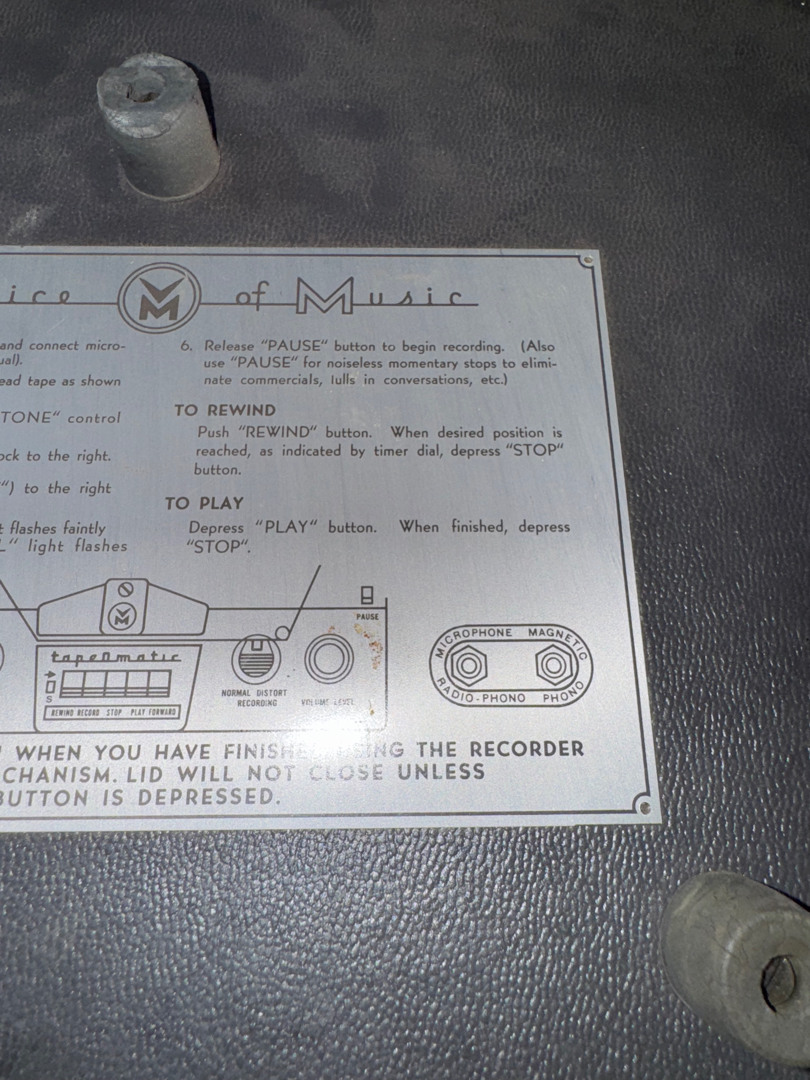 of Music
and connect micro-
ead tape as shown
"TONE" control
ock to the right.
") to the right
t flashes faintly
" light flashes
6. Release "PAUSE" button to begin recording. (Also
use "PAUSE" for noiseless momentary stops to elimi-
nate commercials, lulls in conversations, etc.)
TO REWIND
Push "REWIND" button. When desired position is
reached, as indicated by timer dial, depress "STOP"
button.
TO PLAY
Depress "PLAY" button. When finished, depress
"STOP".
PAUSE
tapeOmatic
S
REWIND RECORD STOP PLAY FORWARD
NORMAL DISTORT
RECORDING
VOLUME LEVEL
MICROPHONE MAGNETIC
RADIO-PHONO PHONO
WHEN YOU HAVE FINISHED USING THE RECORDER
CHANISM. LID WILL NOT CLOSE UNLESS
BUTTON IS DEPRESSED.